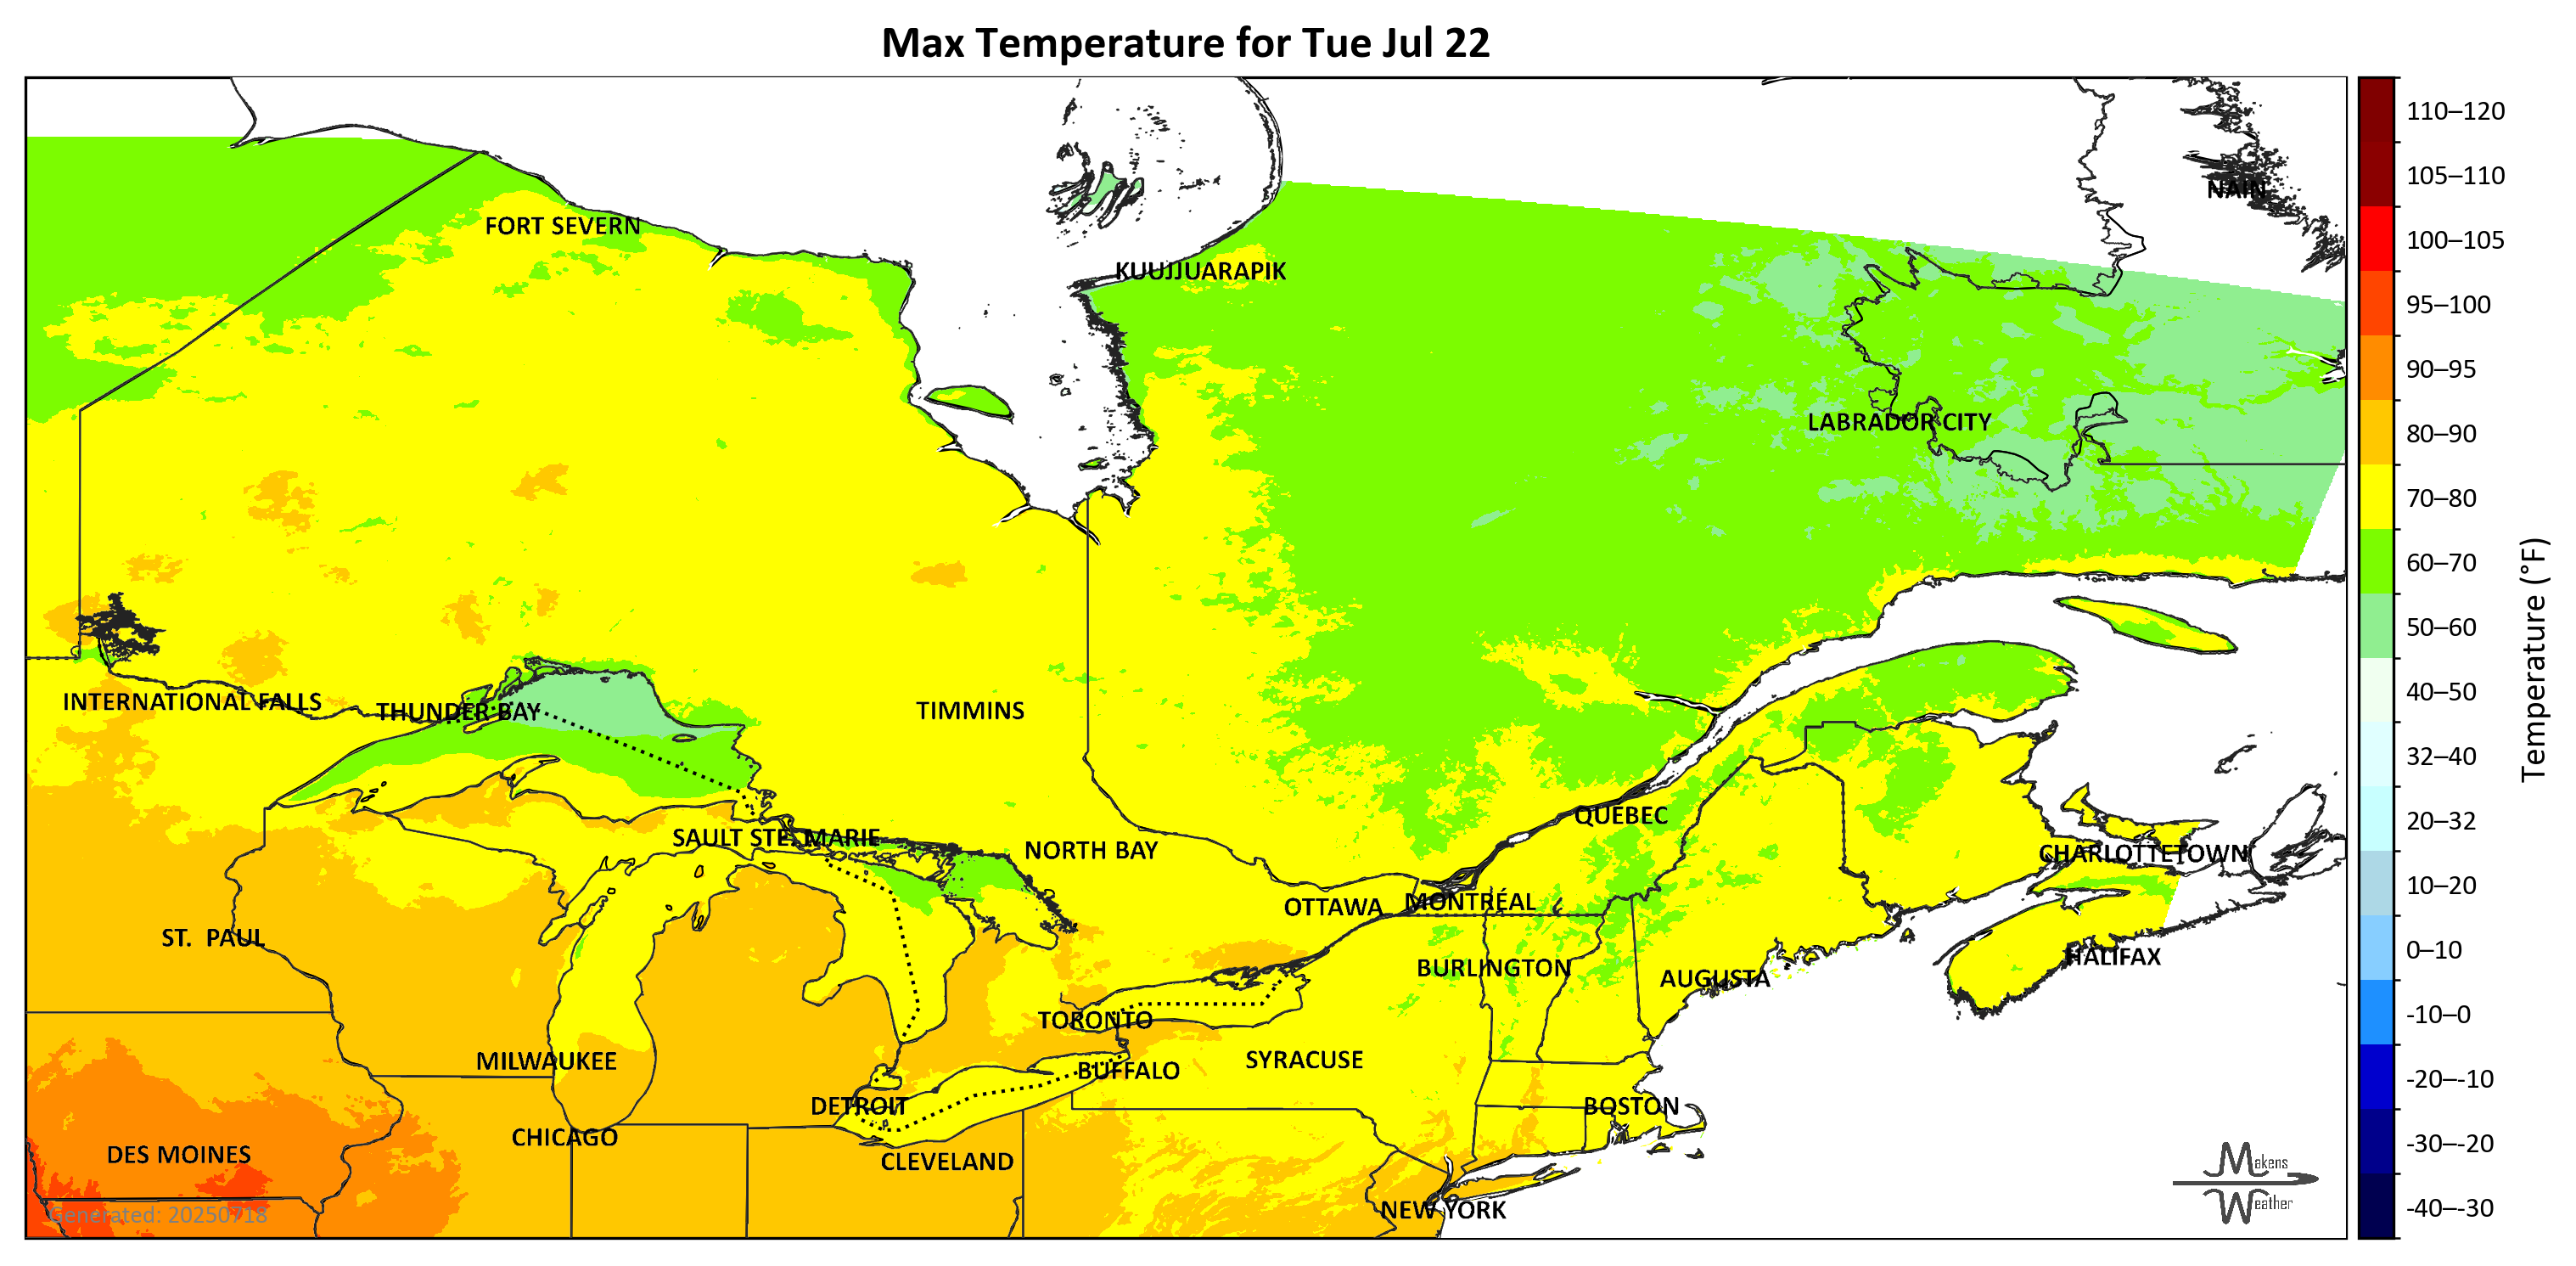 Max Temperature for Tue Jul 22
110–120
105–110
NAIN
FORT SEVERN
100–105
KUUJJUARAPIK
95–100
90–95
LABRADOR CITY
80–90
70–80
Temperature (°F)
60–70
50–60
40–50
INTERNATIONAL FALLS
THUNDER BAY
TIMMINS
32–40
QUEBEC
20–32
SAULT STE. MARIE
NORTH BAY
CHARLOTTETOWN
10–20
OTTAWA
MONTRÉAL
ST. PAUL
0–10
HALIFAX
BURLINGTON
AUGUSTA
-10–0
TORONTO
MILWAUKEE
SYRACUSE
BUFFALO
-20–-10
DETROIT
BOSTON
CHICAGO
-30–-20
DES MOINES
CLEVELAND
Makens
Weather
NEW YORK
-40–-30
Generated: 20250718